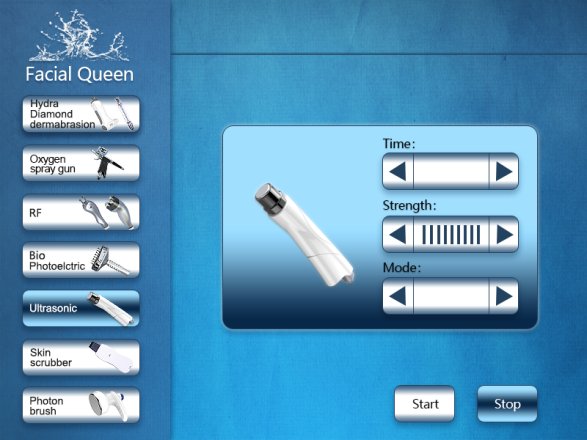 Facial Queen
Hydra
Diamond
dermabrasion
Oxygen
spray gun
RF
Bio
Photoelctric
Ultrasonic
Skin
scrubber
Photon
brush
Time:
Strength:
Mode:
Start
Stop